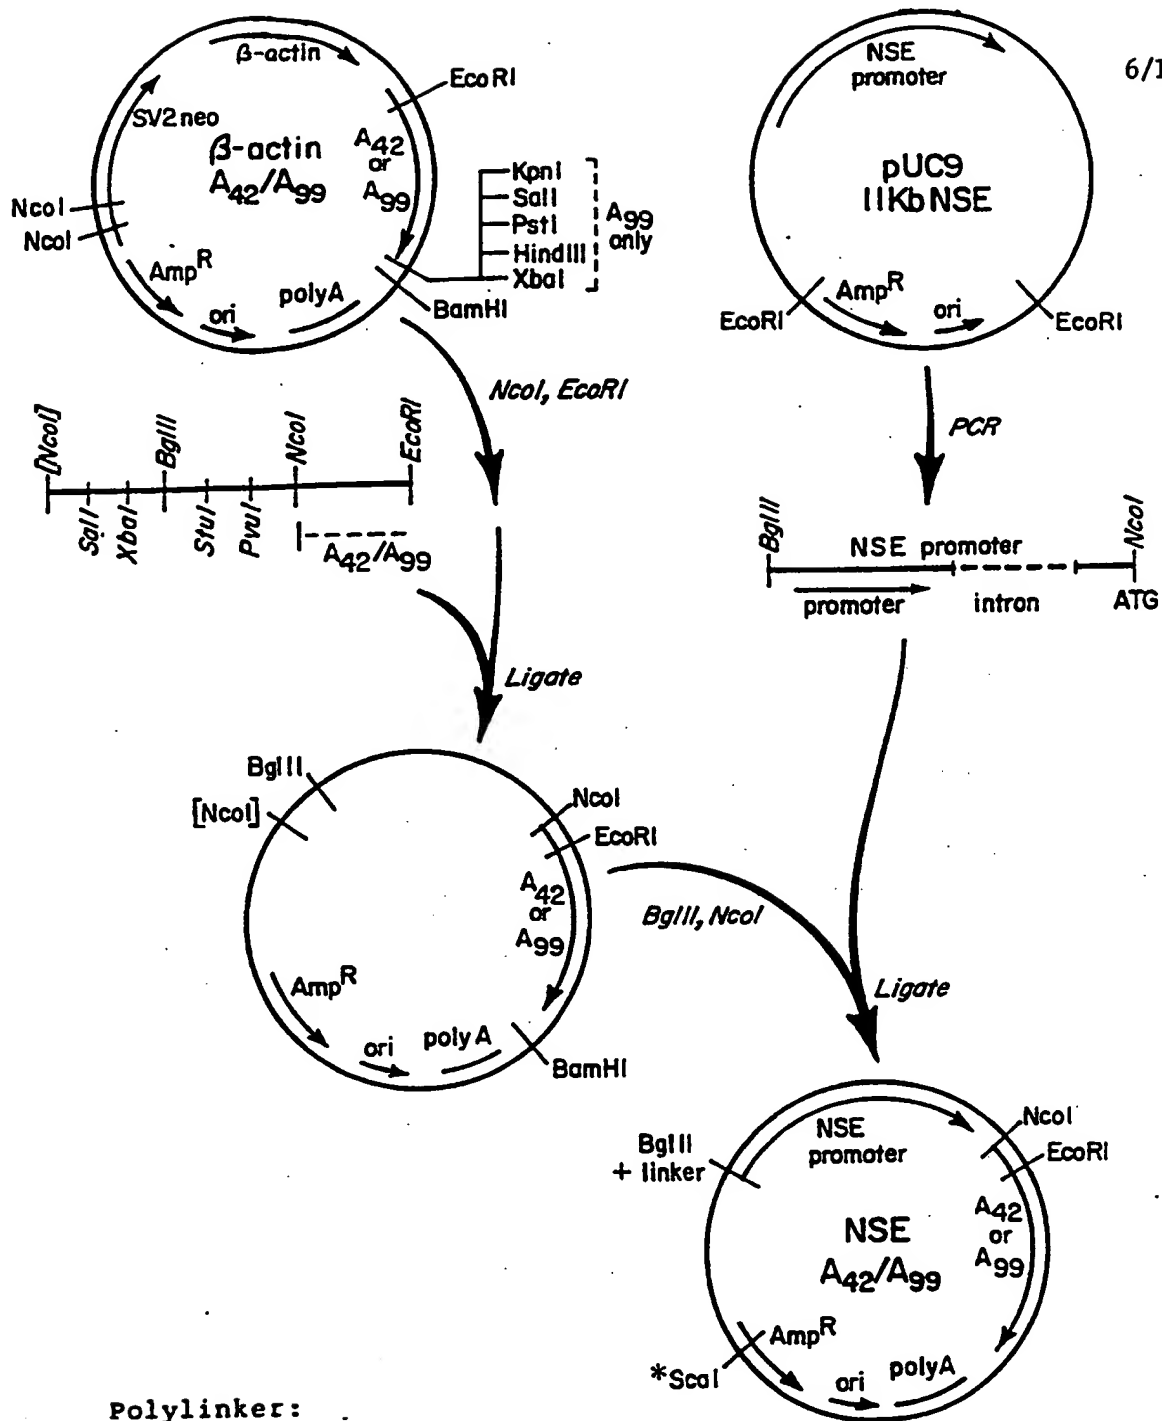 6/1
β-actin
EcoRI
SV2 neo
β-actin
A42/A99
A42
or
A99
KpnI
SalI
PstI
HindIII
XbaI
A99
only
NcoI
NcoI
AmpR
ori
polyA
BamHI
NSE
promoter
pUC9
11Kb NSE
AmpR
ori
EcoRI
EcoRI
NcoI, EcoRI
PCR
[NcoI]
BglII
NcoI
EcoRI
SalI
XbaI
StuI
PvuI
A42/A99
BglII
NcoI
NSE promoter
promoter
intron
ATG
Ligate
BglII
[NcoI]
NcoI
EcoRI
A42
or
A99
AmpR
ori
polyA
BamHI
BglII, NcoI
Ligate
BglII
+ linker
NSE
promoter
NcoI
EcoRI
A42
or
A99
NSE
A42/A99
AmpR
*ScaI
ori
polyA
Polylinker: